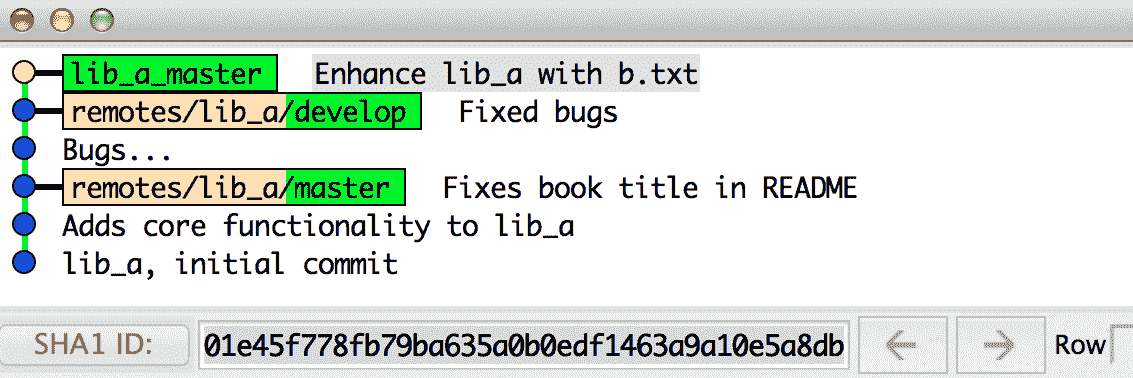 lib_a_master Enhance lib_a with b.txt
remotes/lib_a/develop Fixed bugs
Bugs...
remotes/lib_a/master Fixes book title in README
Adds core functionality to lib_a
lib_a, initial commit
SHA1 ID: 01e45f778fb79ba635a0b0edf1463a9a10e5a8db ← → Row